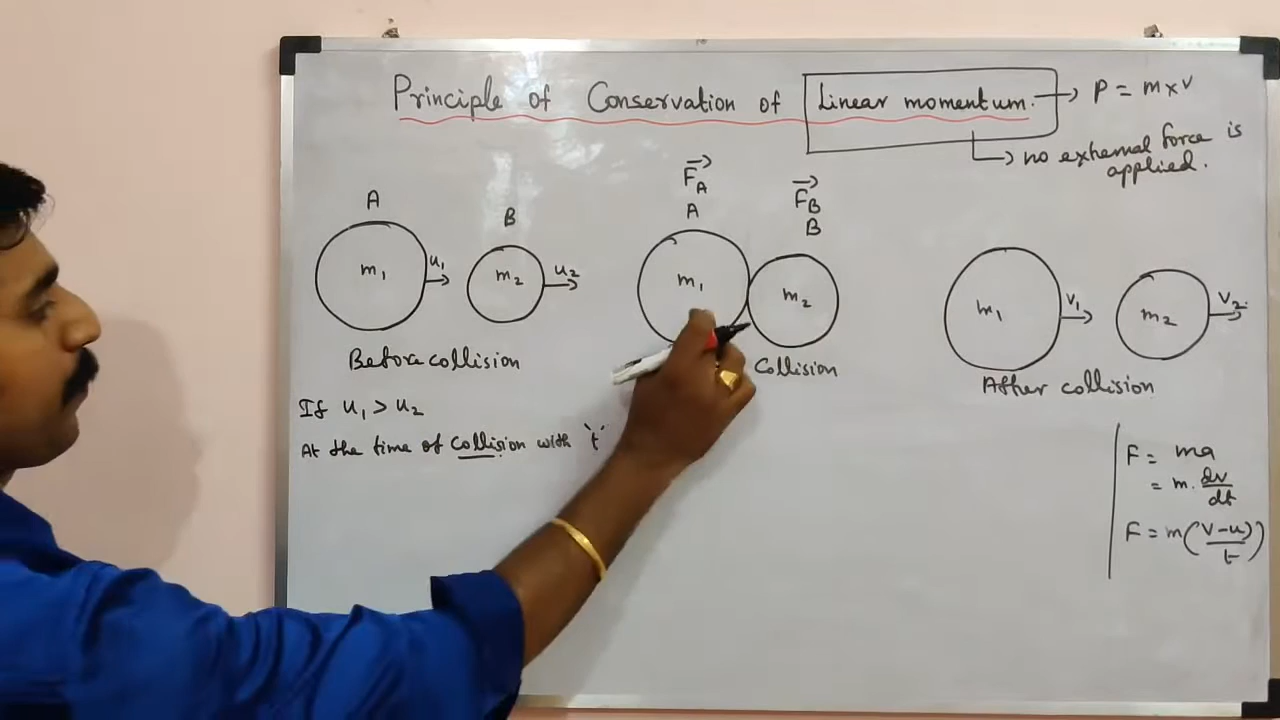 Principle of Conservation of Linear momentum. → P = m×v
→ no external force is
applied.
A
B
m₁
u₁
m₂
u₂
Before collision
F⃗_A
A
F⃗_B
B
m₁
m₂
Collision
m₁
v₁
m₂
v₂.
After collision
If u₁ > u₂
At the time of collision with 't'
F = ma
= m. dv/dt
F = m(v-u/t)